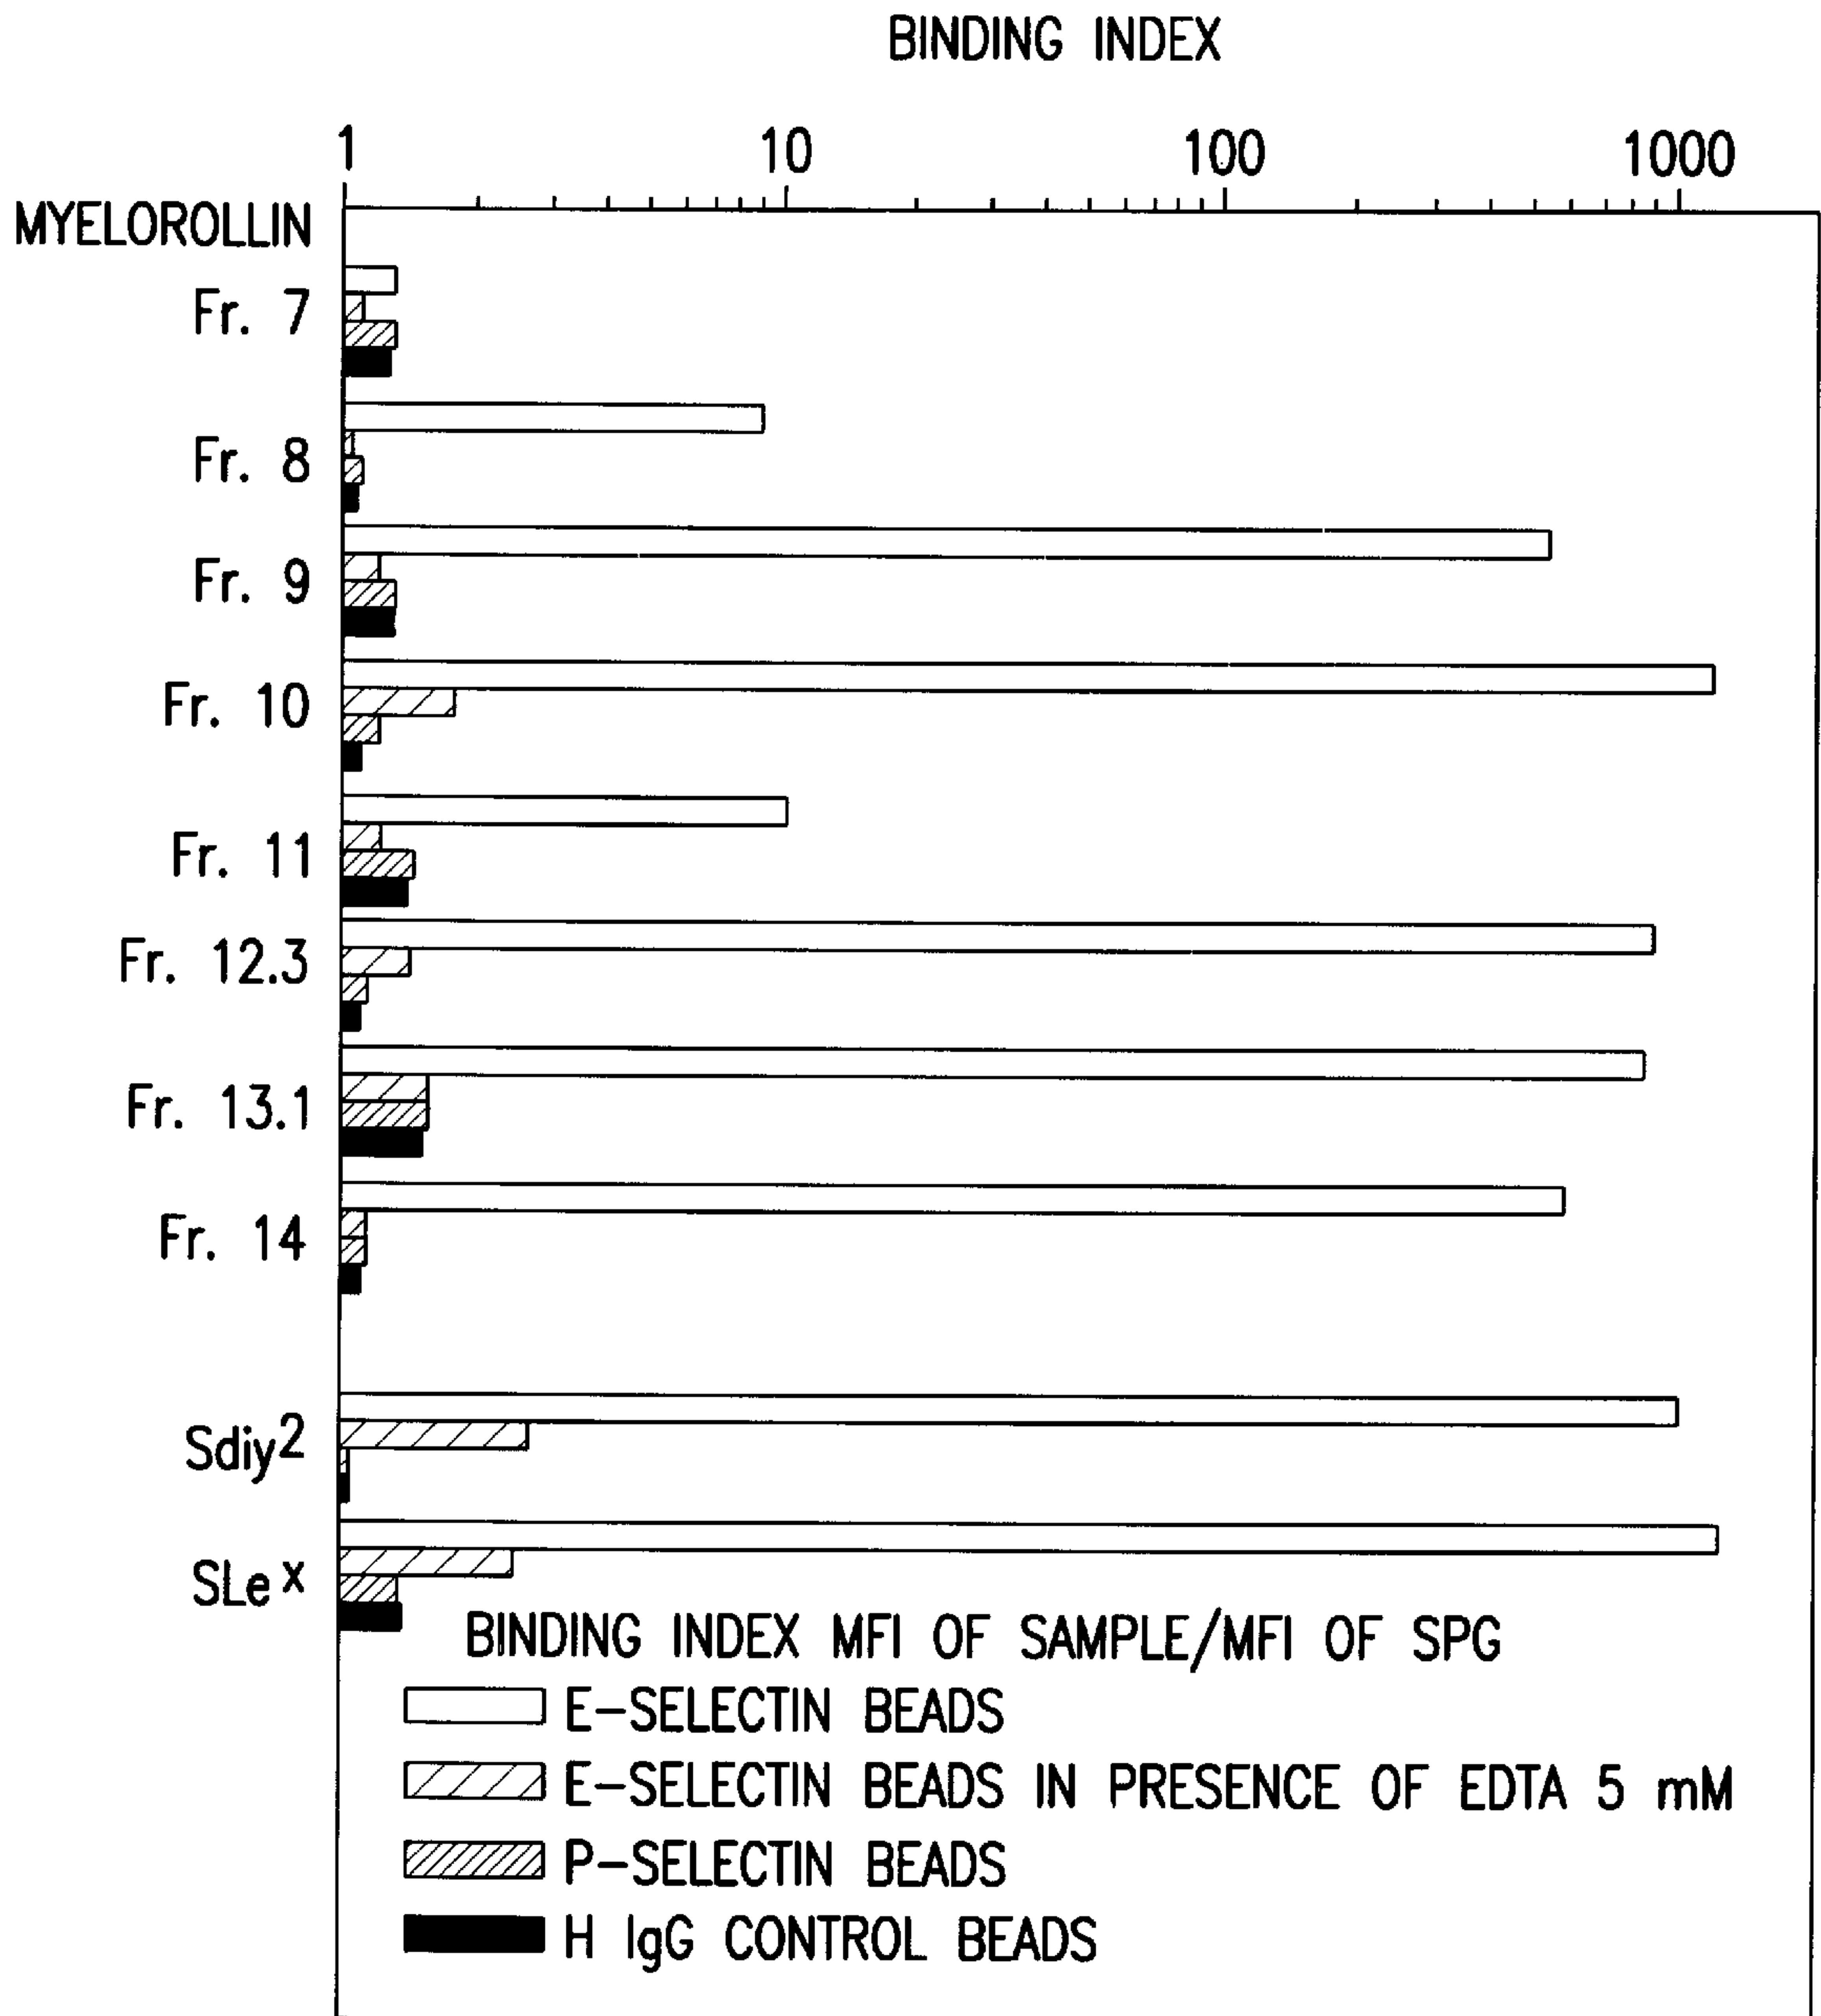 BINDING INDEX
1 10 100 1000
MYELOROLLIN
Fr. 7
Fr. 8
Fr. 9
Fr. 10
Fr. 11
Fr. 12.3
Fr. 13.1
Fr. 14
Sdiy2
SLex
BINDING INDEX MFI OF SAMPLE/MFI OF SPG
E-SELECTIN BEADS
E-SELECTIN BEADS IN PRESENCE OF EDTA 5 mM
P-SELECTIN BEADS
H IgG CONTROL BEADS